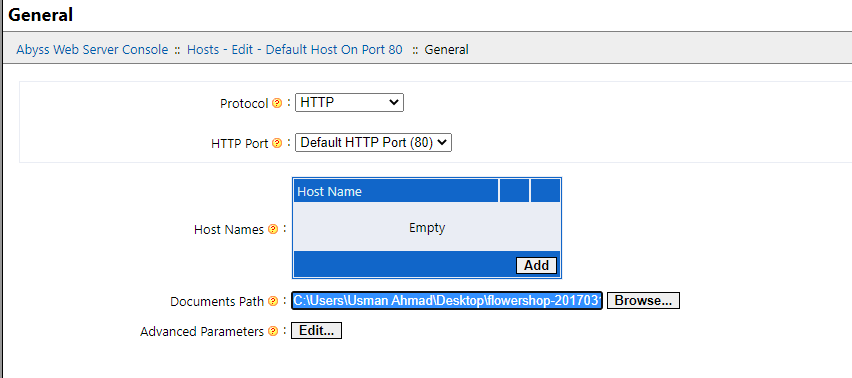 General
Abyss Web Server Console :: Hosts - Edit - Default Host On Port 80 :: General
Protocol ? : HTTP
HTTP Port ? : Default HTTP Port (80)
Host Name
Host Names ? : Empty
Add
Documents Path ? : C:\Users\Usman Ahmad\Desktop\flowershop-2017031 Browse...
Advanced Parameters ? : Edit...